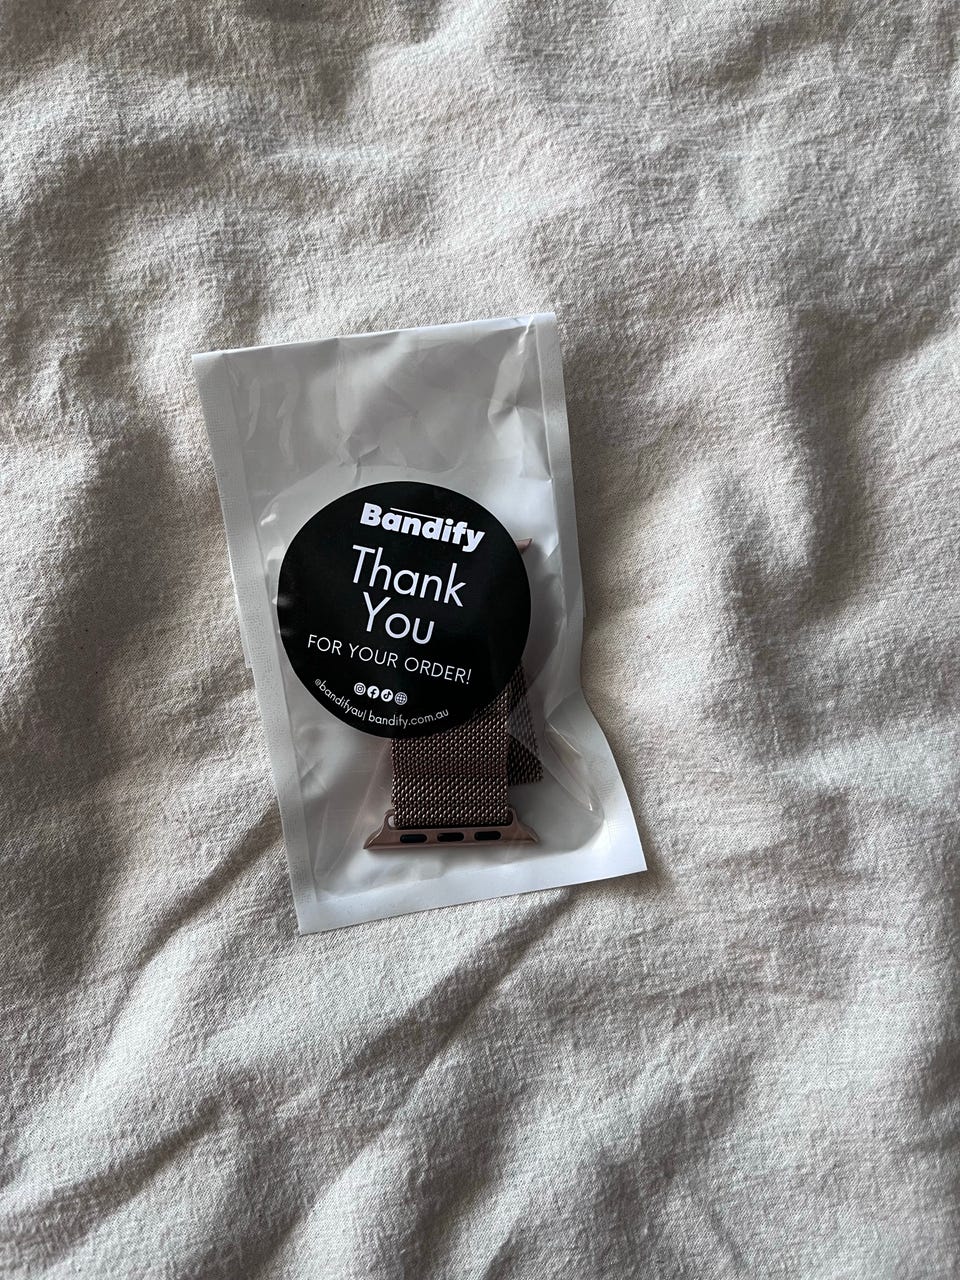 Bandify
Thank
You
FOR YOUR ORDER!
@bandifyau| bandify.com.au